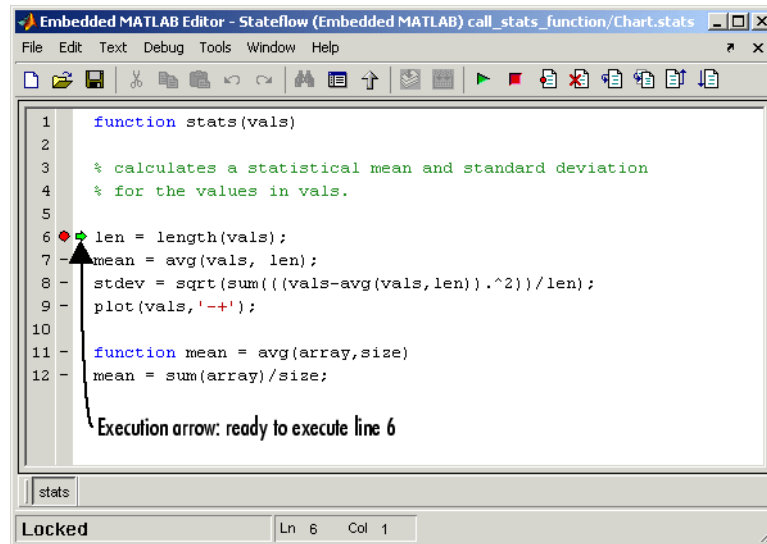 Embedded MATLAB Editor - Stateflow (Embedded MATLAB) call_stats_function/Chart.stats
File Edit Text Debug Tools Window Help
1 function stats(vals)
2
3 % calculates a statistical mean and standard deviation
4 % for the values in vals.
5
6 len = length(vals);
7 - mean = avg(vals, len);
8 - stdev = sqrt(sum(((vals-avg(vals,len)).^2))/len);
9 - plot(vals,'-+');
10
11 - function mean = avg(array,size)
12 - mean = sum(array)/size;
Execution arrow: ready to execute line 6
stats
Locked Ln 6 Col 1